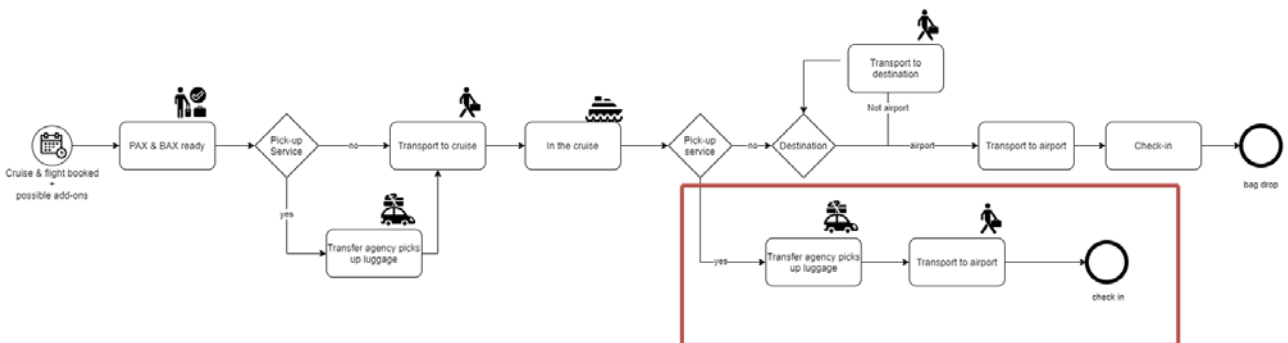 Cruise & flight booked
+
possible add-ons
PAX & BAX ready
Pick-up
Service
no
yes
Transfer agency picks
up luggage
Transport to cruise
In the cruise
Pick-up
service
no
Destination
Transport to
destination
Not airport
airport
Transport to airport
Check-in
bag drop
yes
Transfer agency picks
up luggage
Transport to airport
check in